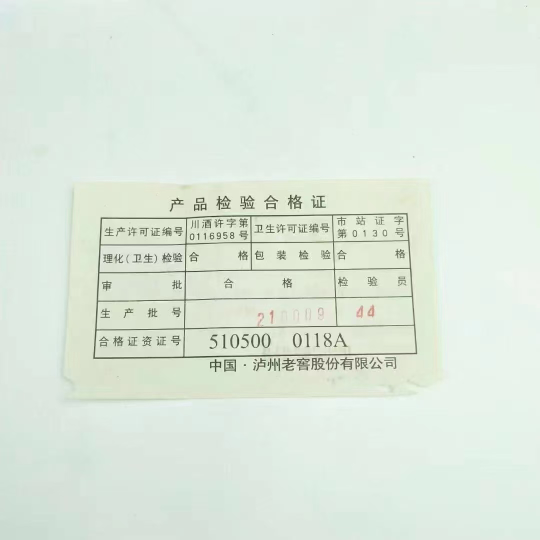 产品检验合格证
生产许可证编号 川酒许字第0116958号 卫生许可证编号 市站证字第0130号
理化(卫生)检验 合格 包装检验 合格
审批 合格 检验员
生产批号 210009 44
合格证资证号 510500 0118A
中国·泸州老窖股份有限公司